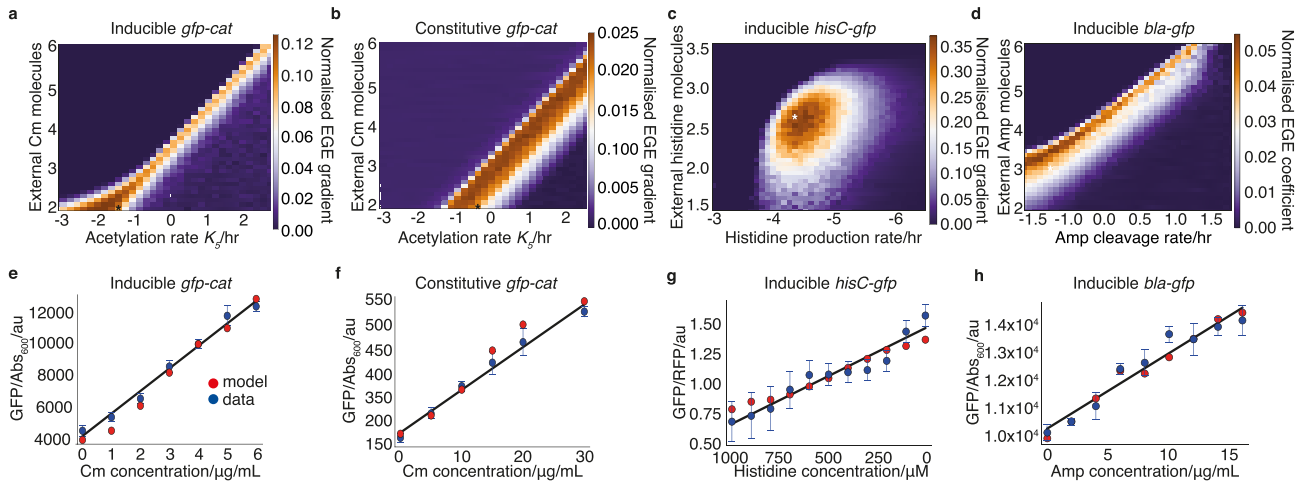 a
Inducible gfp-cat
External Cm molecules
6
5
4
3
2
-3 -2 -1 0 1 2
Acetylation rate K5/hr
0.12
0.10
0.08
0.06
0.04
0.02
0.00
Normalised EGE gradient
b
Constitutive gfp-cat
External Cm molecules
6
5
4
3
2
-3 -2 -1 0 1 2
Acetylation rate K5/hr
0.025
0.020
0.015
0.010
0.005
0.000
Normalised EGE gradient
c
inducible hisC-gfp
External histidine molecules
3.5
3.0
2.5
2.0
1.5
-3 -4 -5 -6
Histidine production rate/hr
0.35
0.30
0.25
0.20
0.15
0.10
0.05
0.00
Normalised EGE gradient
d
Inducible bla-gfp
External Amp molecules
6
5
4
3
2
-1.5 -1.0 0.0 0.0 0.5 1.0 1.5
Amp cleavage rate/hr
0.05
0.04
0.03
0.02
0.01
0.00
Normalised EGE coefficient
e
Inducible gfp-cat
GFP/Abs600/au
12000
10000
8000
6000
4000
model
data
0 1 2 3 4 5 6
Cm concentration/µg/mL
f
Constitutive gfp-cat
GFP/Abs600/au
550
500
450
400
350
300
250
200
150
0 10 20 30
Cm concentration/µg/mL
g
Inducible hisC-gfp
GFP/RFP/au
1.50
1.25
1.00
0.75
0.50
1000 750 500 250 0
Histidine concentration/µM
h
Inducible bla-gfp
GFP/Abs600/au
1.4x10⁴
1.3x10⁴
1.2x10⁴
1.1x10⁴
1.0x10⁴
0 5 10 15
Amp concentration/µg/mL